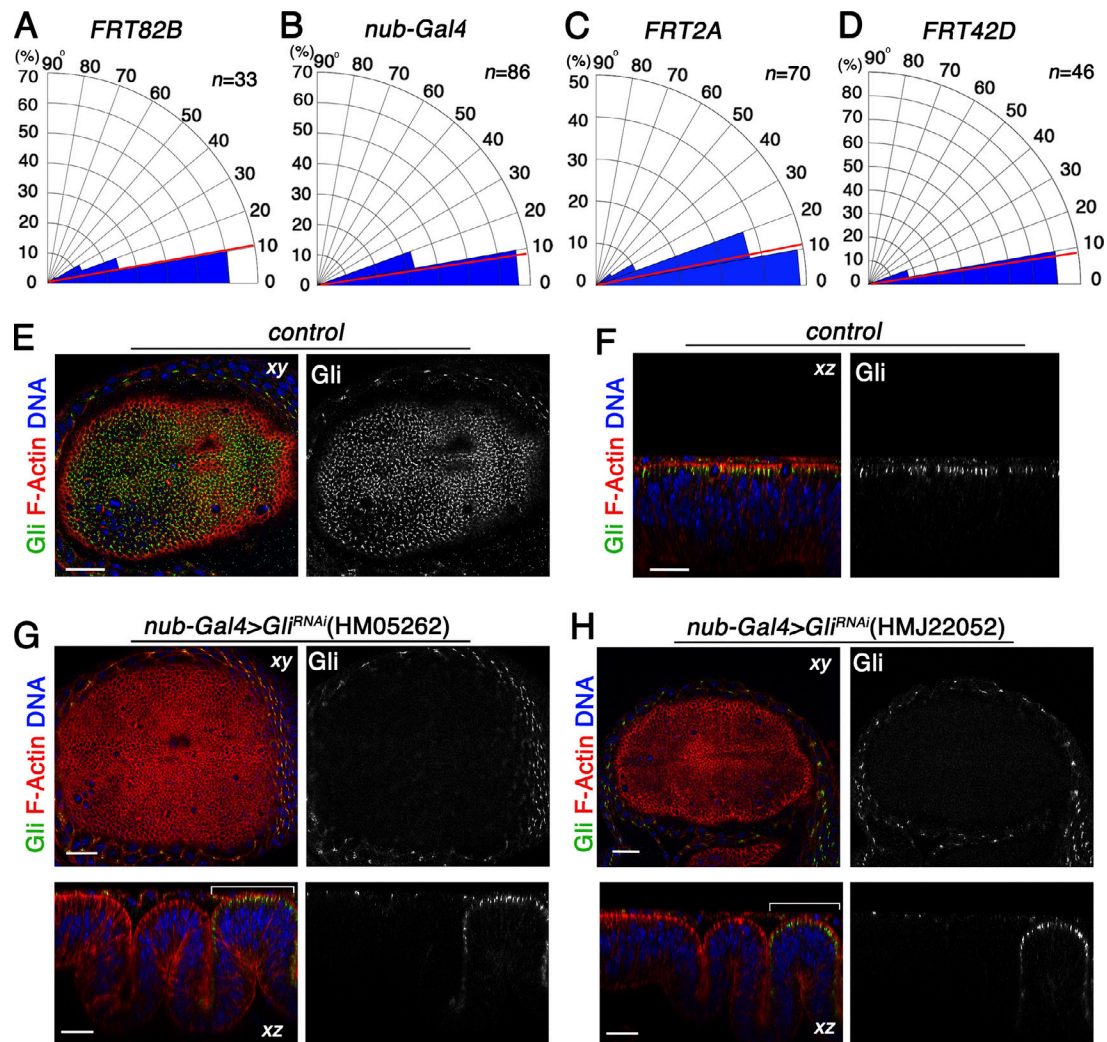 A FRT82B
(%) 90° 80 70 60 50 40 30 20 10 0
n=33
70 60 50 40 30 20 10 0
B nub-Gal4
(%) 90° 80 70 60 50 40 30 20 10 0
n=86
70 60 50 40 30 20 10 0
C FRT2A
(%) 90° 80 70 60 50 40 30 20 10 0
n=70
50 40 30 20 10 0
D FRT42D
(%) 90° 80 70 60 50 40 30 20 10 0
n=46
80 70 60 50 40 30 20 10 0
E control
Gli F-Actin DNA
xy
Gli
F control
Gli F-Actin DNA
xz
Gli
G nub-Gal4>Gli^RNAi(HM05262)
Gli F-Actin DNA
xy
Gli
xz
H nub-Gal4>Gli^RNAi(HMJ22052)
Gli F-Actin DNA
xy
Gli
xz